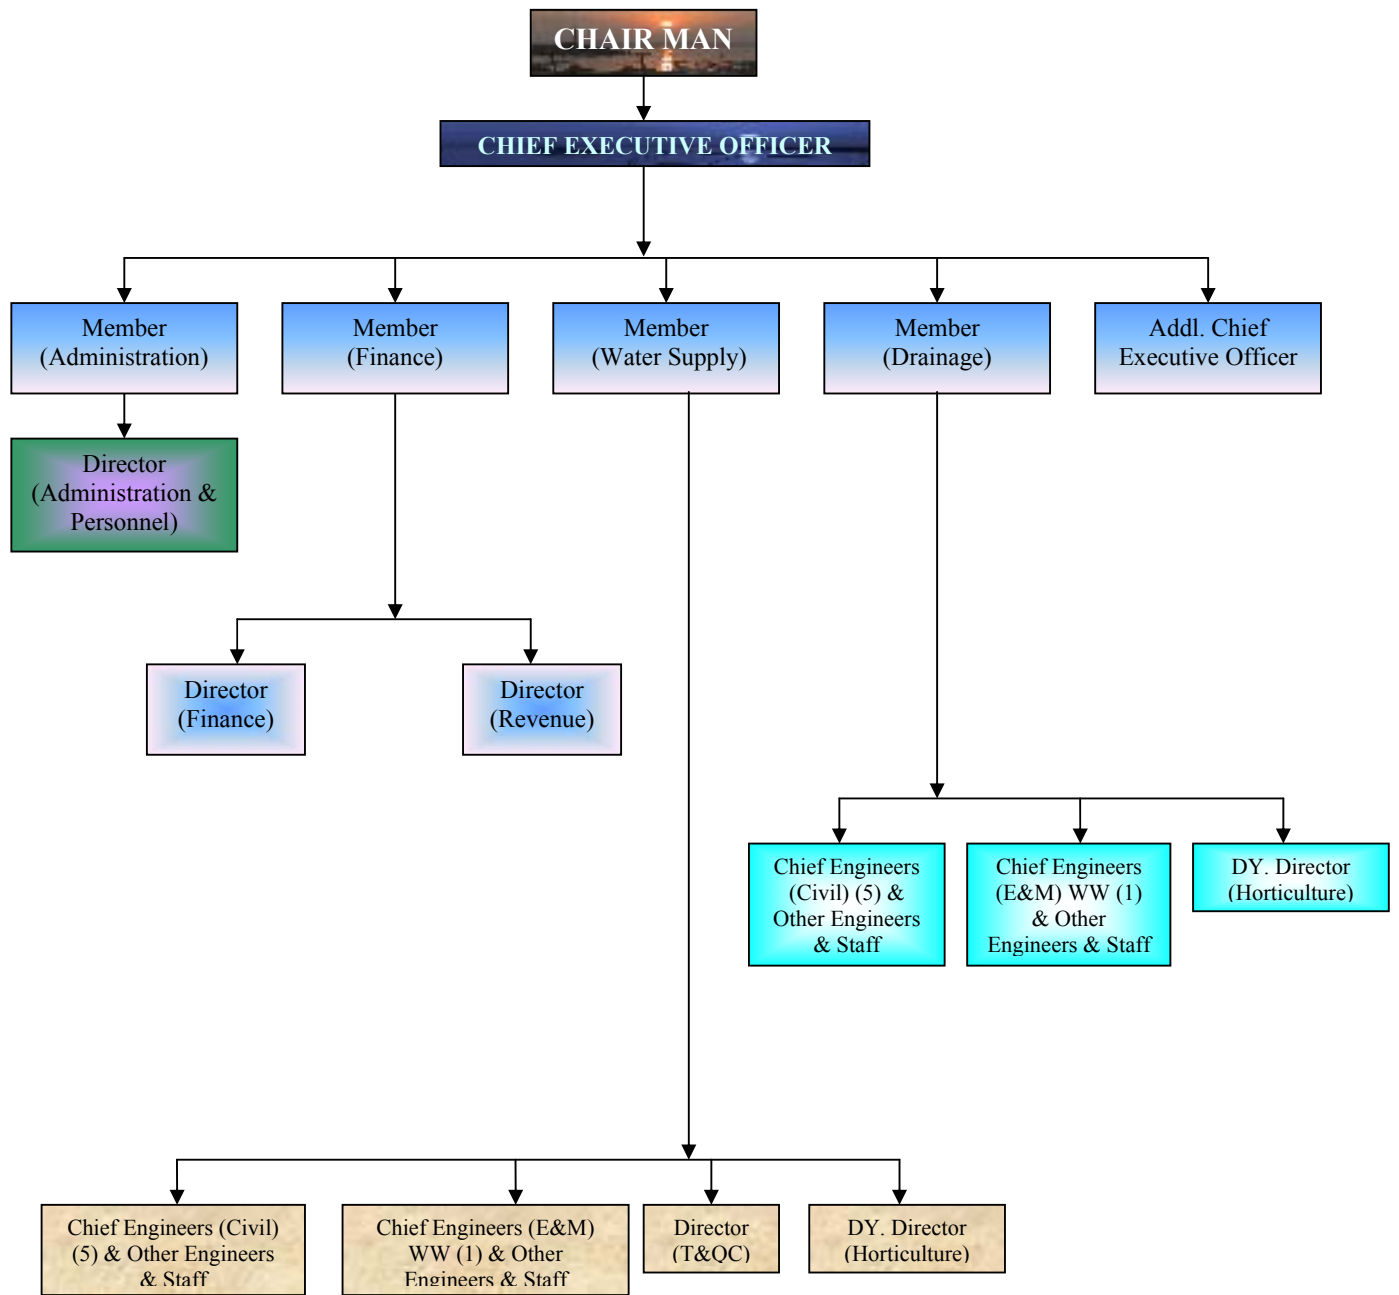 CHAIR MAN
CHIEF EXECUTIVE OFFICER
Member
(Administration)
Member
(Finance)
Member
(Water Supply)
Member
(Drainage)
Addl. Chief
Executive Officer
Director
(Administration &
Personnel)
Director
(Finance)
Director
(Revenue)
Chief Engineers
(Civil) (5) &
Other Engineers
& Staff
Chief Engineers
(E&M) WW (1)
& Other
Engineers & Staff
DY. Director
(Horticulture)
Chief Engineers (Civil)
(5) & Other Engineers
& Staff
Chief Engineers (E&M)
WW (1) & Other
Engineers & Staff
Director
(T&QC)
DY. Director
(Horticulture)